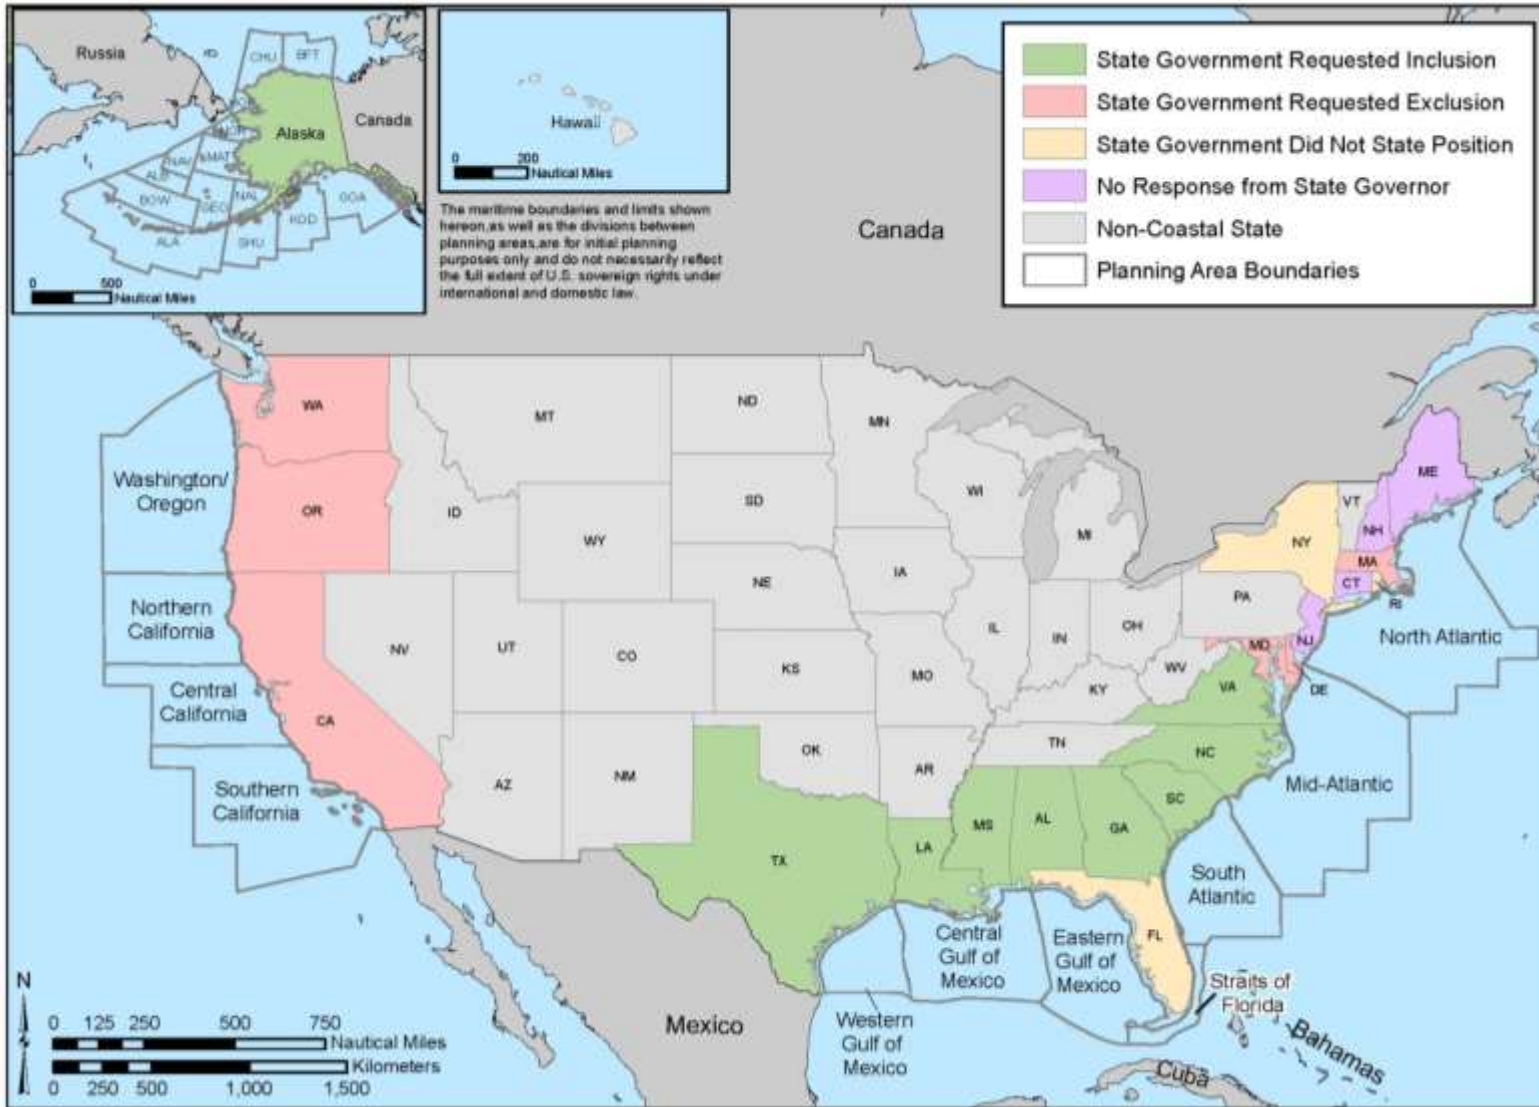 Russia
CHU
BFT
Canada
Alaska
NAV
MAT
ALB
BOW
GEO
NAL
GOA
KOD
ALA
SHU
0 500
Nautical Miles
Hawaii
0 200
Nautical Miles
The maritime boundaries and limits shown
hereon,as well as the divisions between
planning areas,are for initial planning
purposes only and do not necessarily reflect
the full extent of U.S. sovereign rights under
international and domestic law.
State Government Requested Inclusion
State Government Requested Exclusion
State Government Did Not State Position
No Response from State Governor
Non-Coastal State
Planning Area Boundaries
Canada
WA
MT
ND
MN
ME
Washington/
Oregon
OR
ID
SD
WI
MI
VT
NH
NY
WY
MA
IA
CT
RI
NE
PA
Northern
California
NV
UT
CO
IL
IN
OH
NJ
North Atlantic
KS
MO
WV
MD
DE
Central
California
CA
KY
VA
TN
NC
OK
AR
AZ
NM
Southern
California
Mid-Atlantic
SC
MS
AL
GA
LA
TX
South
Atlantic
FL
Central
Gulf of
Mexico
Eastern
Gulf of
Mexico
Straits of
Florida
Western
Gulf of
Mexico
Mexico
Bahamas
Cuba
N
0 125 250 500 750
Nautical Miles
Kilometers
0 250 500 1,000 1,500